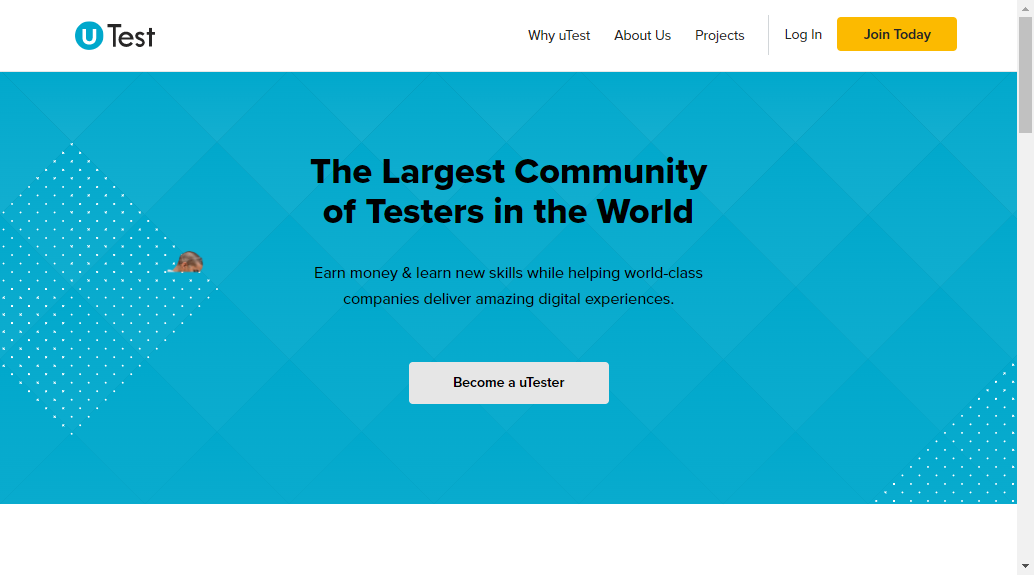 uTest
Why uTest
About Us
Projects
Log In
Join Today
The Largest Community
of Testers in the World
Earn money & learn new skills while helping world-class
companies deliver amazing digital experiences.
Become a uTester